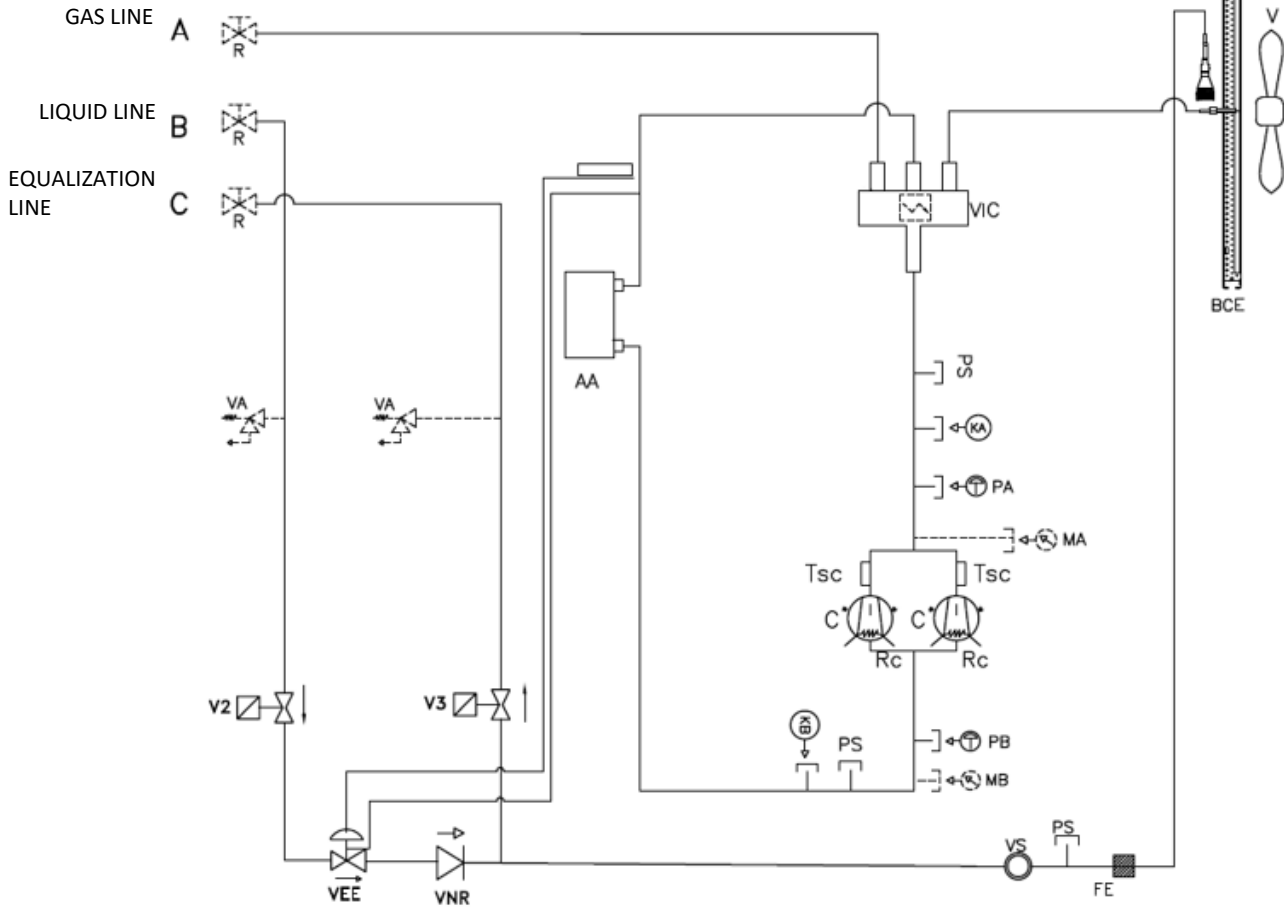 GAS LINE
A
R
V
LIQUID LINE
B
R
EQUALIZATION
LINE
C
R
VIC
BCE
AA
PS
VA
VA
KA
PA
MA
Tsc
Tsc
C
C
Rc
Rc
V2
V3
KB
PS
PB
MB
VEE
VNR
VS
PS
FE